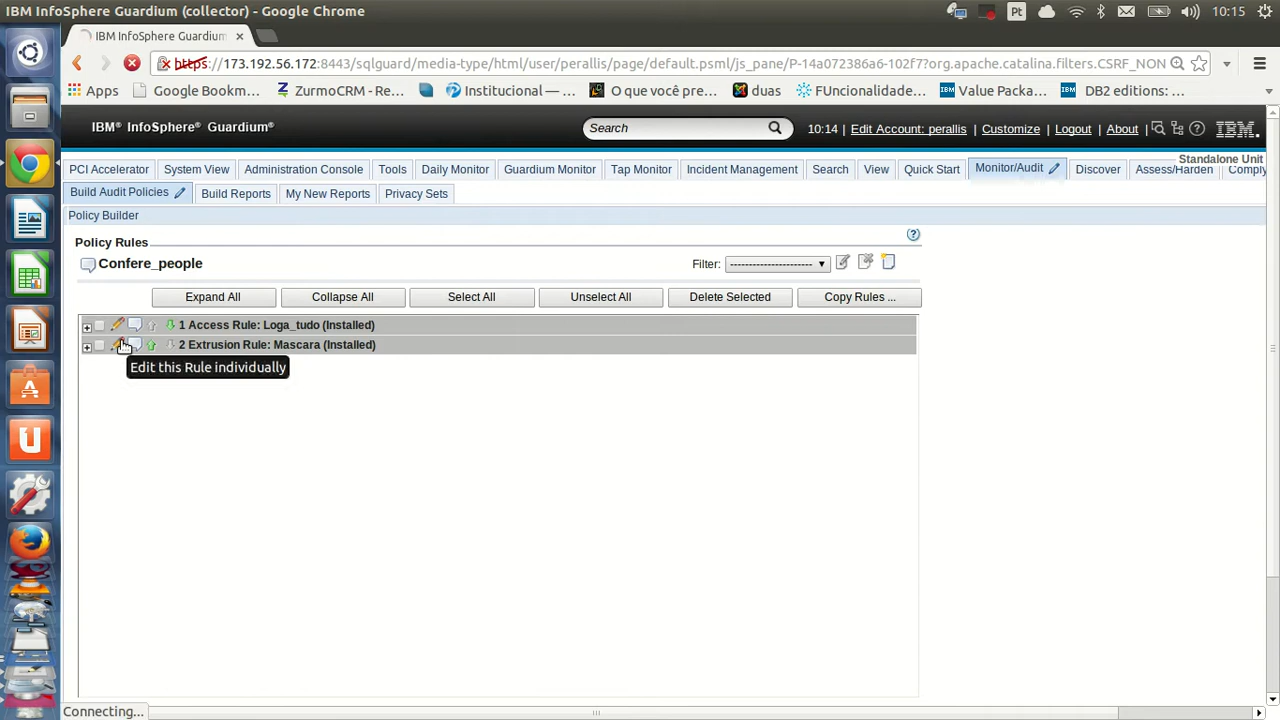 IBM InfoSphere Guardium (collector) - Google Chrome
Pt
10:15
IBM InfoSphere Guardium
https://173.192.56.172:8443/sqlguard/media-type/html/user/perallis/page/default.psml/js_pane/P-14a072386a6-102f7?org.apache.catalina.filters.CSRF_NON
Apps
Google Bookm...
ZurmoCRM - Re...
Institucional — ...
O que você pre...
duas
FUncionalidade...
Value Packa...
DB2 editions: ...
IBM® InfoSphere® Guardium®
Search
10:14 | Edit Account: perallis | Customize | Logout | About |
IBM
Standalone Unit
PCI Accelerator
System View
Administration Console
Tools
Daily Monitor
Guardium Monitor
Tap Monitor
Incident Management
Search
View
Quick Start
Monitor/Audit
Discover
Assess/Harden
Comply
Build Audit Policies
Build Reports
My New Reports
Privacy Sets
Policy Builder
Policy Rules
Confere_people
Filter: ----------------------
Expand All
Collapse All
Select All
Unselect All
Delete Selected
Copy Rules ...
1 Access Rule: Loga_tudo (Installed)
2 Extrusion Rule: Mascara (Installed)
Edit this Rule individually
Connecting...